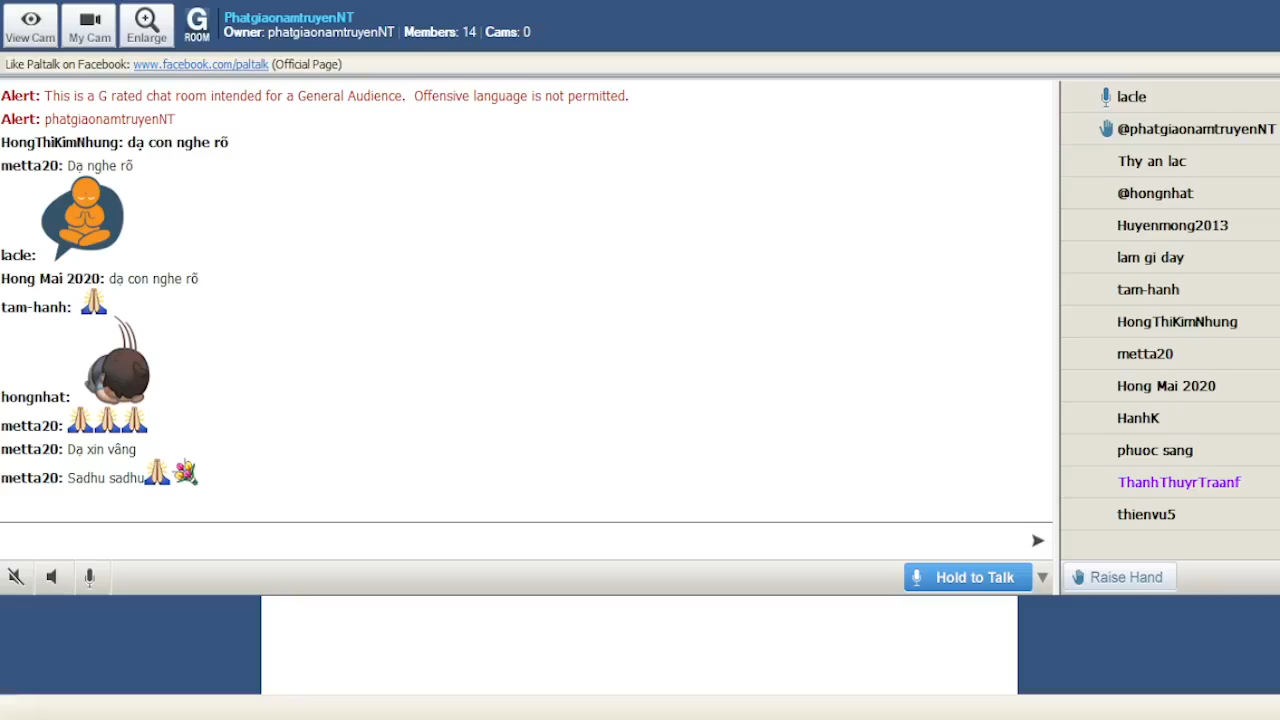 View Cam
My Cam
Enlarge
G
ROOM
PhatgiaonamtruyenNT
Owner: phatgiaonamtruyenNT | Members: 14 | Cams: 0
Like Paltalk on Facebook: www.facebook.com/paltalk (Official Page)
Alert: This is a G rated chat room intended for a General Audience. Offensive language is not permitted.
Alert: phatgiaonamtruyenNT
HongThiKimNhung: dạ con nghe rõ
metta20: Dạ nghe rõ
lacle:
Hong Mai 2020: dạ con nghe rõ
tam-hanh:
hongnhat:
metta20:
metta20: Dạ xin vâng
metta20: Sadhu sadhu
Hold to Talk
lacle
@phatgiaonamtruyenNT
Thy an lac
@hongnhat
Huyenmong2013
lam gi day
tam-hanh
HongThiKimNhung
metta20
Hong Mai 2020
HanhK
phuoc sang
ThanhThuyrTraanf
thienvu5
Raise Hand